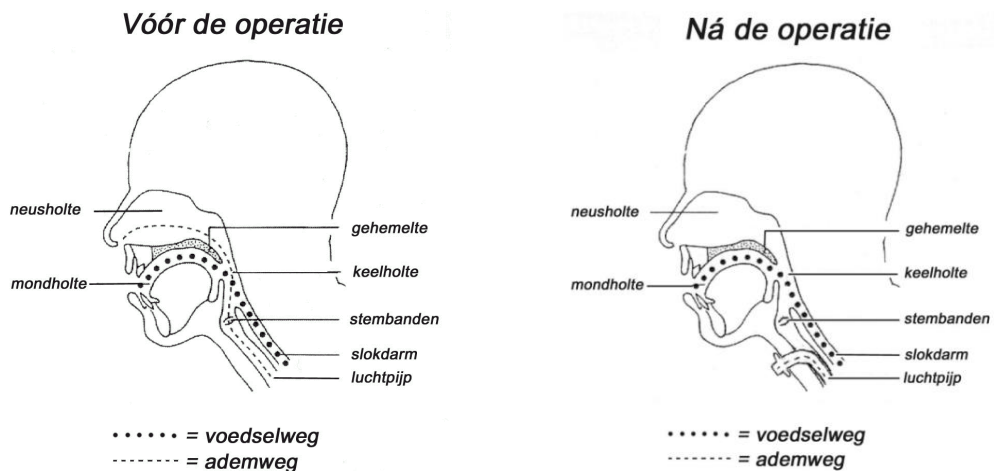 Vóór de operatie
neusholte
gehemelte
mondholte
keelholte
stembanden
slokdarm
luchtpijp
= voedselweg
= ademweg
Ná de operatie
neusholte
gehemelte
mondholte
keelholte
stembanden
slokdarm
luchtpijp
= voedselweg
= ademweg